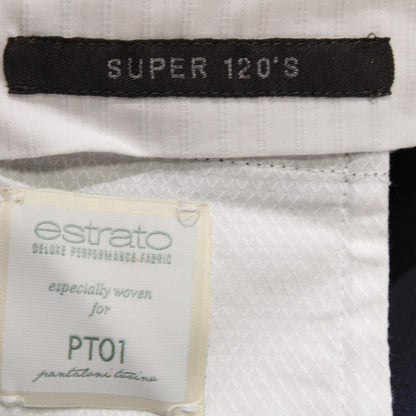 SUPER 120'S
estrato
DELUXE PERFORMANCE FABRIC
especially woven
for
PT01
pantaloni torino